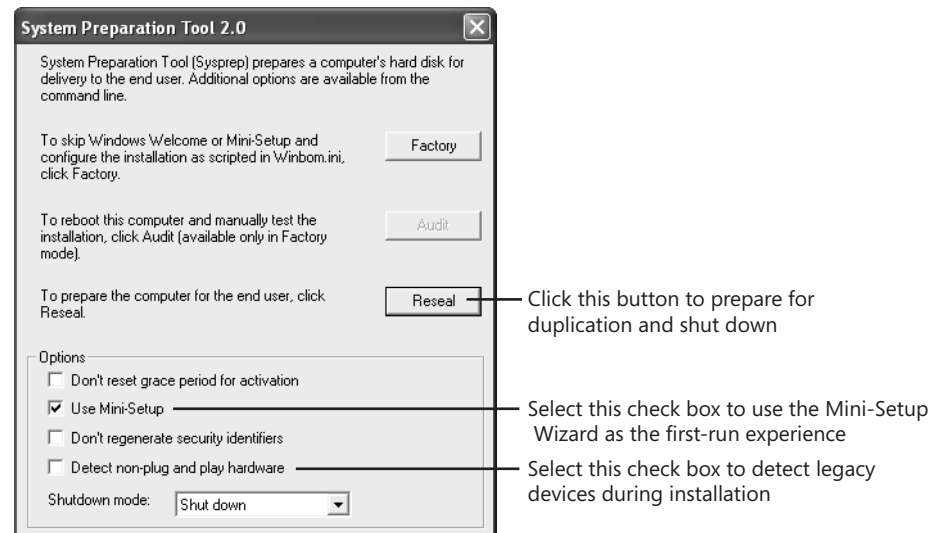 System Preparation Tool 2.0
System Preparation Tool (Sysprep) prepares a computer's hard disk for
delivery to the end user. Additional options are available from the
command line.
To skip Windows Welcome or Mini-Setup and
configure the installation as scripted in Winbom.ini,
click Factory.
Factory
To reboot this computer and manually test the
installation, click Audit (available only in Factory
mode).
Audit
To prepare the computer for the end user, click
Reseal.
Reseal
Click this button to prepare for
duplication and shut down
Options
Don't reset grace period for activation
Use Mini-Setup
Select this check box to use the Mini-Setup
Wizard as the first-run experience
Don't regenerate security identifiers
Detect non-plug and play hardware
Select this check box to detect legacy
devices during installation
Shutdown mode:
Shut down